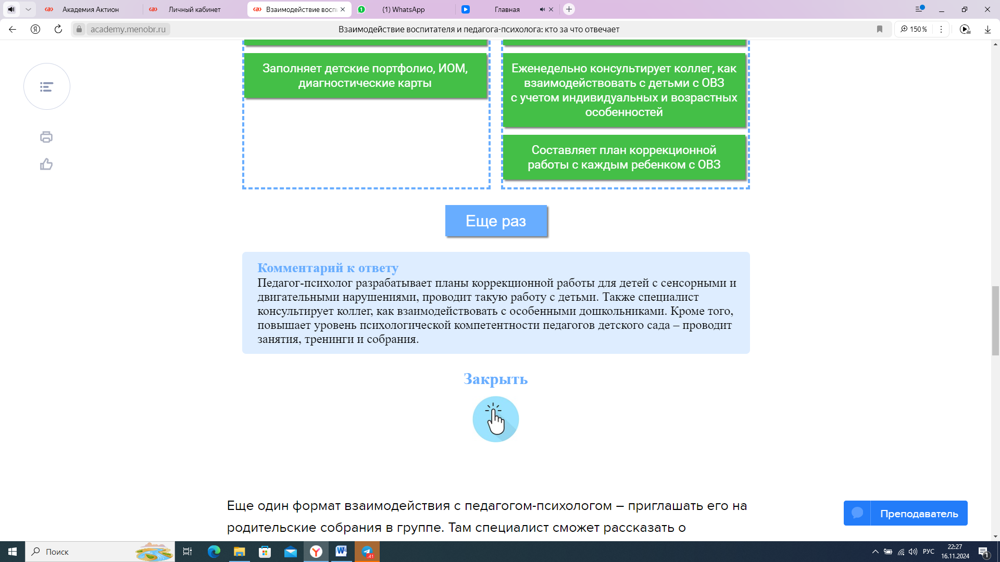 Академия Актион
Личный кабинет
Взаимодействие восп
1
(1) WhatsApp
Главная
Я
academy.menobr.ru
Взаимодействие воспитателя и педагога-психолога: кто за что отвечает
150 %
Заполняет детские портфолио, ИОМ,
диагностические карты
Еженедельно консультирует коллег, как
взаимодействовать с детьми с ОВЗ
с учетом индивидуальных и возрастных
особенностей
Составляет план коррекционной
работы с каждым ребенком с ОВЗ
Еще раз
Комментарий к ответу
Педагог-психолог разрабатывает планы коррекционной работы для детей с сенсорными и
двигательными нарушениями, проводит такую работу с детьми. Также специалист
консультирует коллег, как взаимодействовать с особенными дошкольниками. Кроме того,
повышает уровень психологической компетентности педагогов детского сада – проводит
занятия, тренинги и собрания.
Закрыть
Еще один формат взаимодействия с педагогом-психологом – приглашать его на
родительские собрания в группе. Там специалист сможет рассказать о
Преподаватель
Поиск
41
РУС
22:27
16.11.2024
1